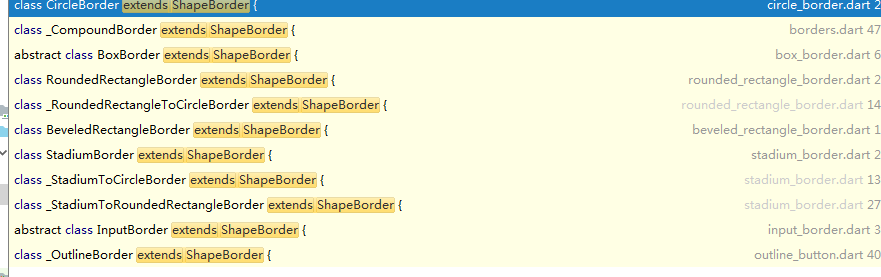 class CircleBorder extends ShapeBorder { circle_border.dart 2
class _CompoundBorder extends ShapeBorder { borders.dart 47
abstract class BoxBorder extends ShapeBorder { box_border.dart 6
class RoundedRectangleBorder extends ShapeBorder { rounded_rectangle_border.dart 2
class _RoundedRectangleToCircleBorder extends ShapeBorder { rounded_rectangle_border.dart 14
class BeveledRectangleBorder extends ShapeBorder { beveled_rectangle_border.dart 1
class StadiumBorder extends ShapeBorder { stadium_border.dart 2
class _StadiumToCircleBorder extends ShapeBorder { stadium_border.dart 13
class _StadiumToRoundedRectangleBorder extends ShapeBorder { stadium_border.dart 27
abstract class InputBorder extends ShapeBorder { input_border.dart 3
class _OutlineBorder extends ShapeBorder { outline_button.dart 40